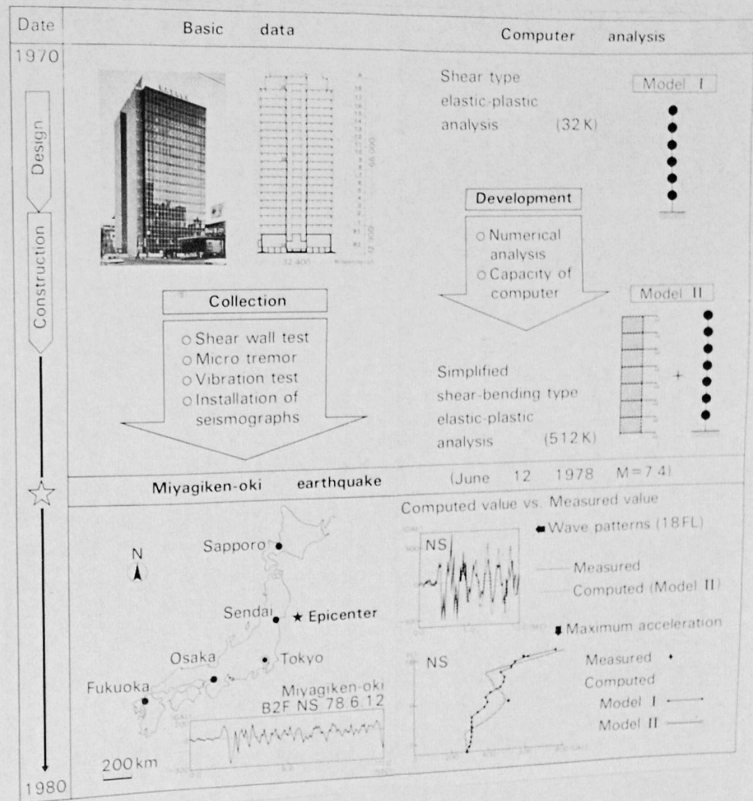 Date
Basic data
Computer analysis
1970
Design
Construction
Shear type
elastic-plastic
analysis (32K)
Model I
Development
○ Numerical
analysis
○ Capacity of
computer
Collection
○ Shear wall test
○ Micro tremor
○ Vibration test
○ Installation of
seismographs
Model II
+
Simplified
shear-bending type
elastic-plastic
analysis (512K)
Miyagiken-oki earthquake (June 12 1978 M=7.4)
N
Sapporo
Sendai
★ Epicenter
Osaka
Tokyo
Fukuoka
Miyagiken-oki
B2F NS 78 6.12
200km
Computed value vs. Measured value
NS
Wave patterns (18FL)
Measured
Computed (Model II)
Maximum acceleration
NS
Measured
Computed
Model I
Model II
1980